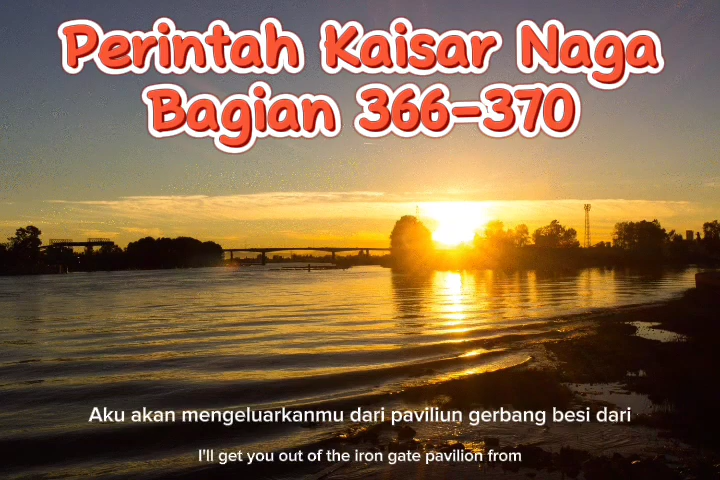 Perintah Kaisar Naga
Bagian 366-370
Aku akan mengeluarkanmu dari paviliun gerbang besi dari
I'll get you out of the iron gate pavilion from